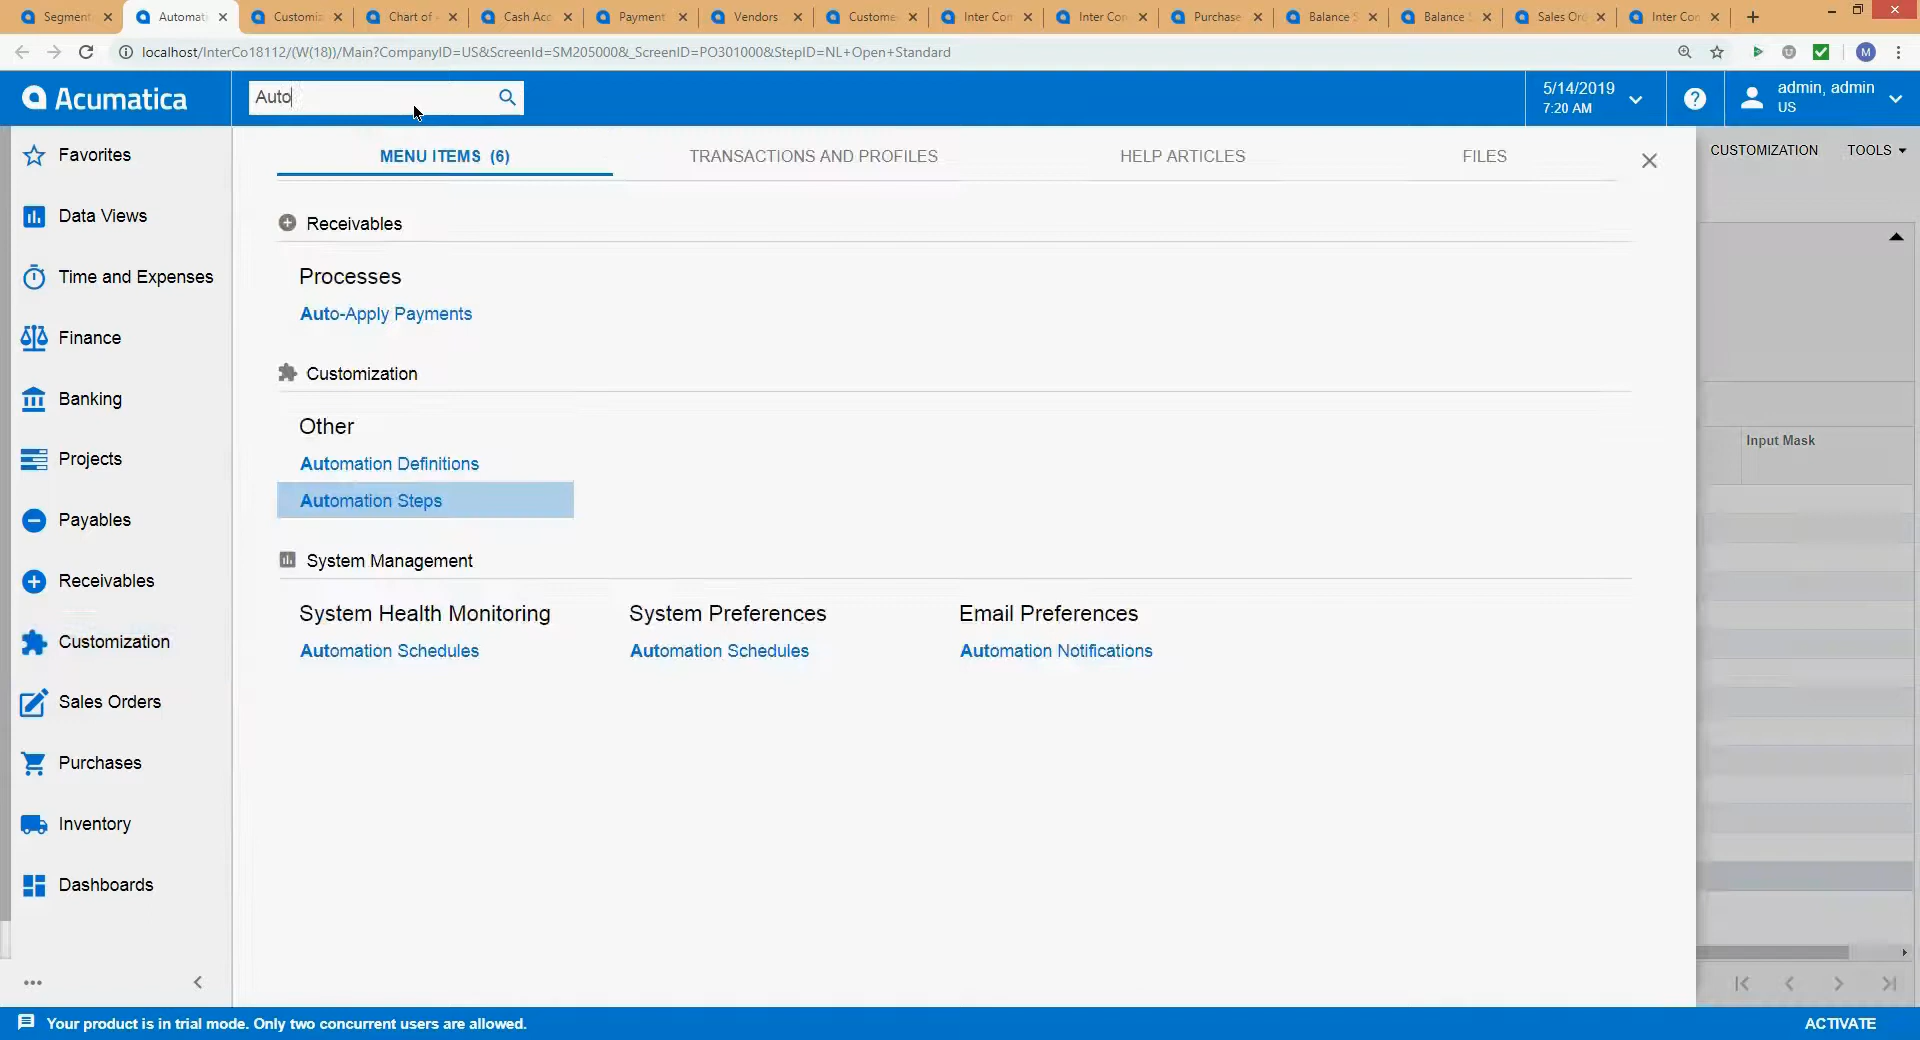 Segment
Automat
Customiz
Chart of
Cash Acc
Payment
Vendors
Custome
Inter Con
Inter Con
Purchase
Balance S
Balance S
Sales Ord
Inter Con
localhost/InterCo18112/(W(18))/Main?CompanyID=US&ScreenId=SM205000&_ScreenID=PO301000&StepID=NL+Open+Standard
M
Acumatica
Auto
5/14/2019
7:20 AM
admin, admin
US
Favorites
Data Views
Time and Expenses
Finance
Banking
Projects
Payables
Receivables
Customization
Sales Orders
Purchases
Inventory
Dashboards
MENU ITEMS (6)
TRANSACTIONS AND PROFILES
HELP ARTICLES
FILES
Receivables
Processes
Auto-Apply Payments
Customization
Other
Automation Definitions
Automation Steps
System Management
System Health Monitoring
System Preferences
Email Preferences
Automation Schedules
Automation Schedules
Automation Notifications
CUSTOMIZATION
TOOLS
Input Mask
Your product is in trial mode. Only two concurrent users are allowed.
ACTIVATE